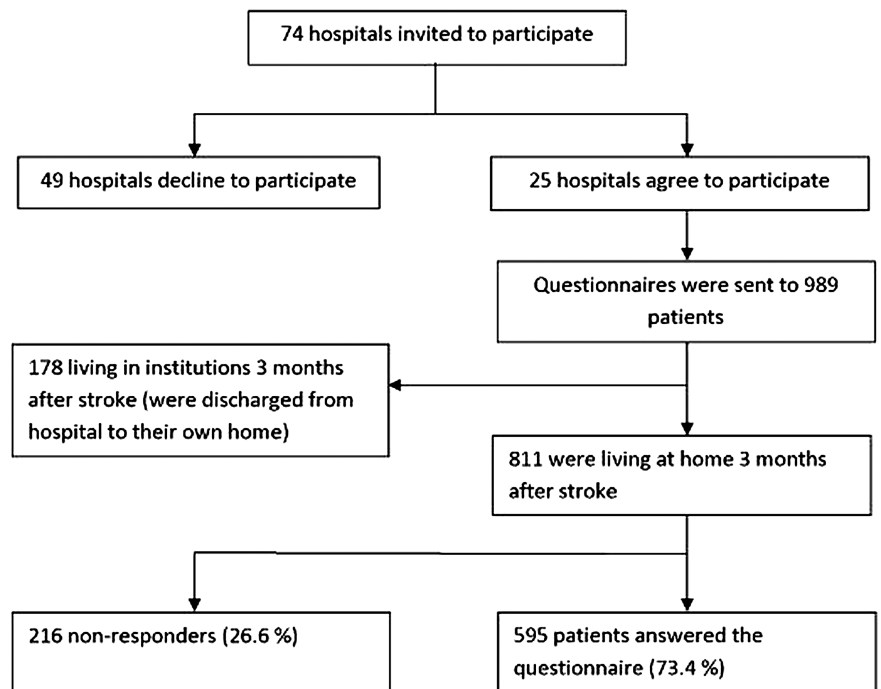 74 hospitals invited to participate
49 hospitals decline to participate
25 hospitals agree to participate
Questionnaires were sent to 989
patients
178 living in institutions 3 months
after stroke (were discharged from
hospital to their own home)
811 were living at home 3 months
after stroke
216 non-responders (26.6 %)
595 patients answered the
questionnaire (73.4 %)